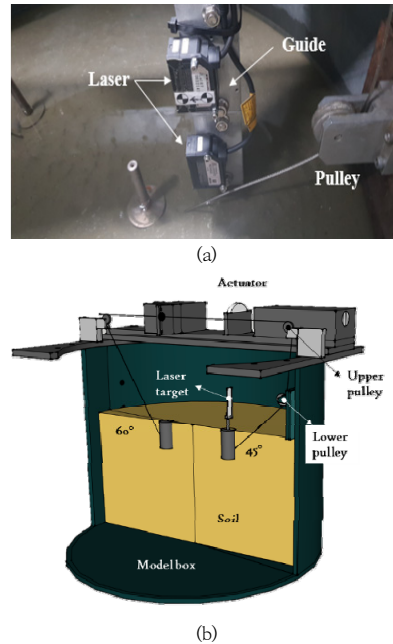 Guide
Laser
Pulley
(a)
Actuator
Upper
pulley
Laser
target
Lower
pulley
60°
45°
Soil
Model box
(b)